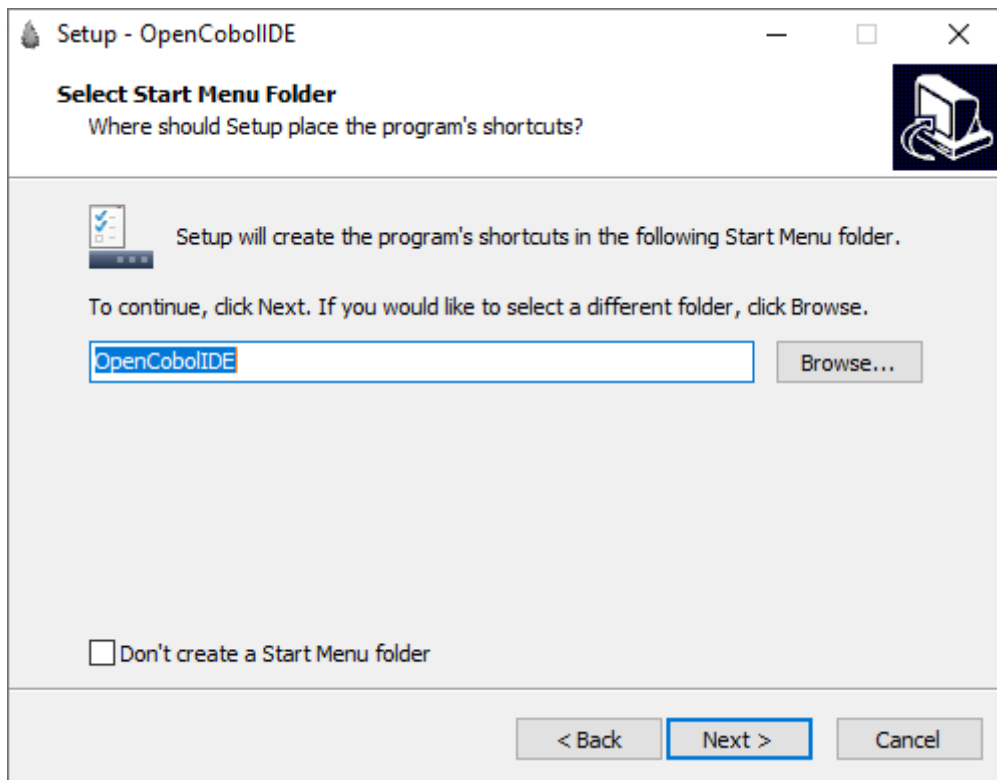 Setup - OpenCobolIDE
Select Start Menu Folder
Where should Setup place the program's shortcuts?
Setup will create the program's shortcuts in the following Start Menu folder.
To continue, click Next. If you would like to select a different folder, click Browse.
OpenCobolIDE
Browse...
Don't create a Start Menu folder
< Back
Next >
Cancel